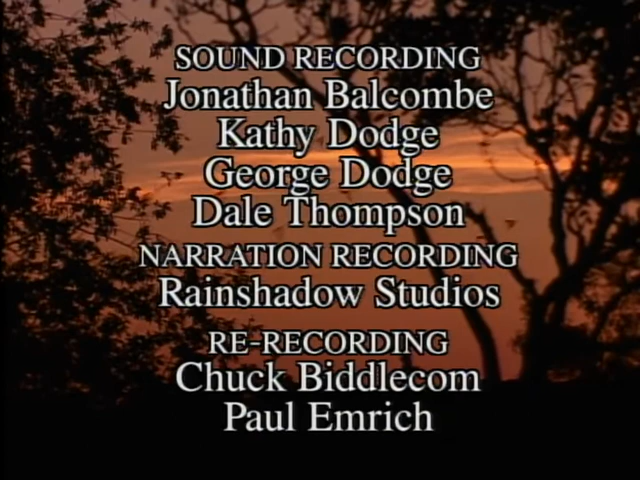 SOUND RECORDING
Jonathan Balcombe
Kathy Dodge
George Dodge
Dale Thompson
NARRATION RECORDING
Rainshadow Studios
RE-RECORDING
Chuck Biddlecom
Paul Emrich